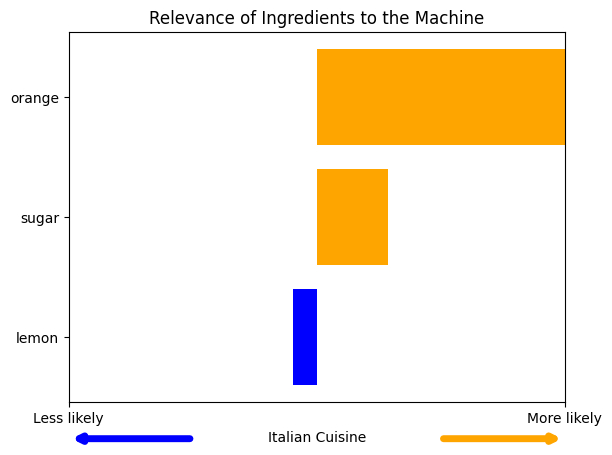 Relevance of Ingredients to the Machine
orange
sugar
lemon
Less likely
More likely
Italian Cuisine